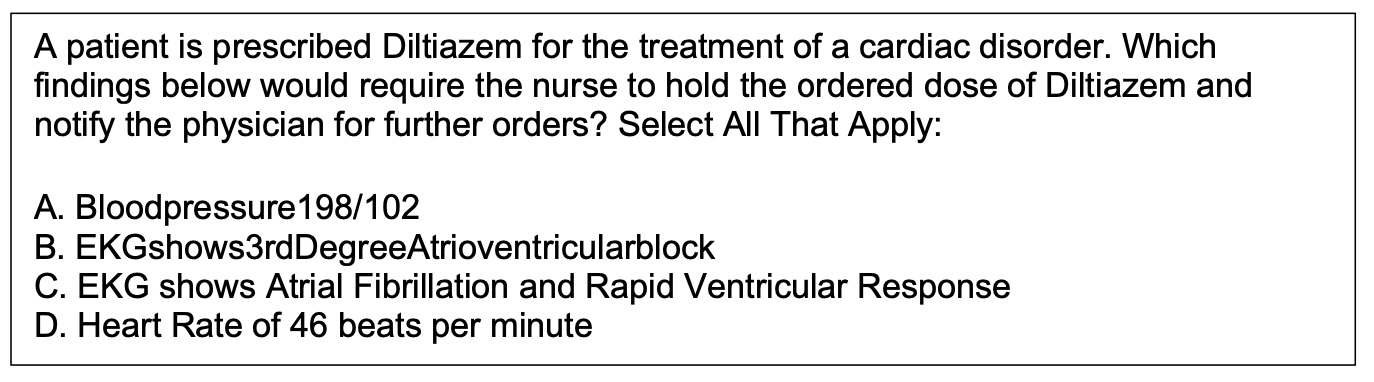 A patient is prescribed Diltiazem for the treatment of a cardiac disorder. Which
findings below would require the nurse to hold the ordered dose of Diltiazem and
notify the physician for further orders? Select All That Apply:
A. Bloodpressure198/102
B. EKGshows3rdDegreeAtrioventricularblock
C. EKG shows Atrial Fibrillation and Rapid Ventricular Response
D. Heart Rate of 46 beats per minute